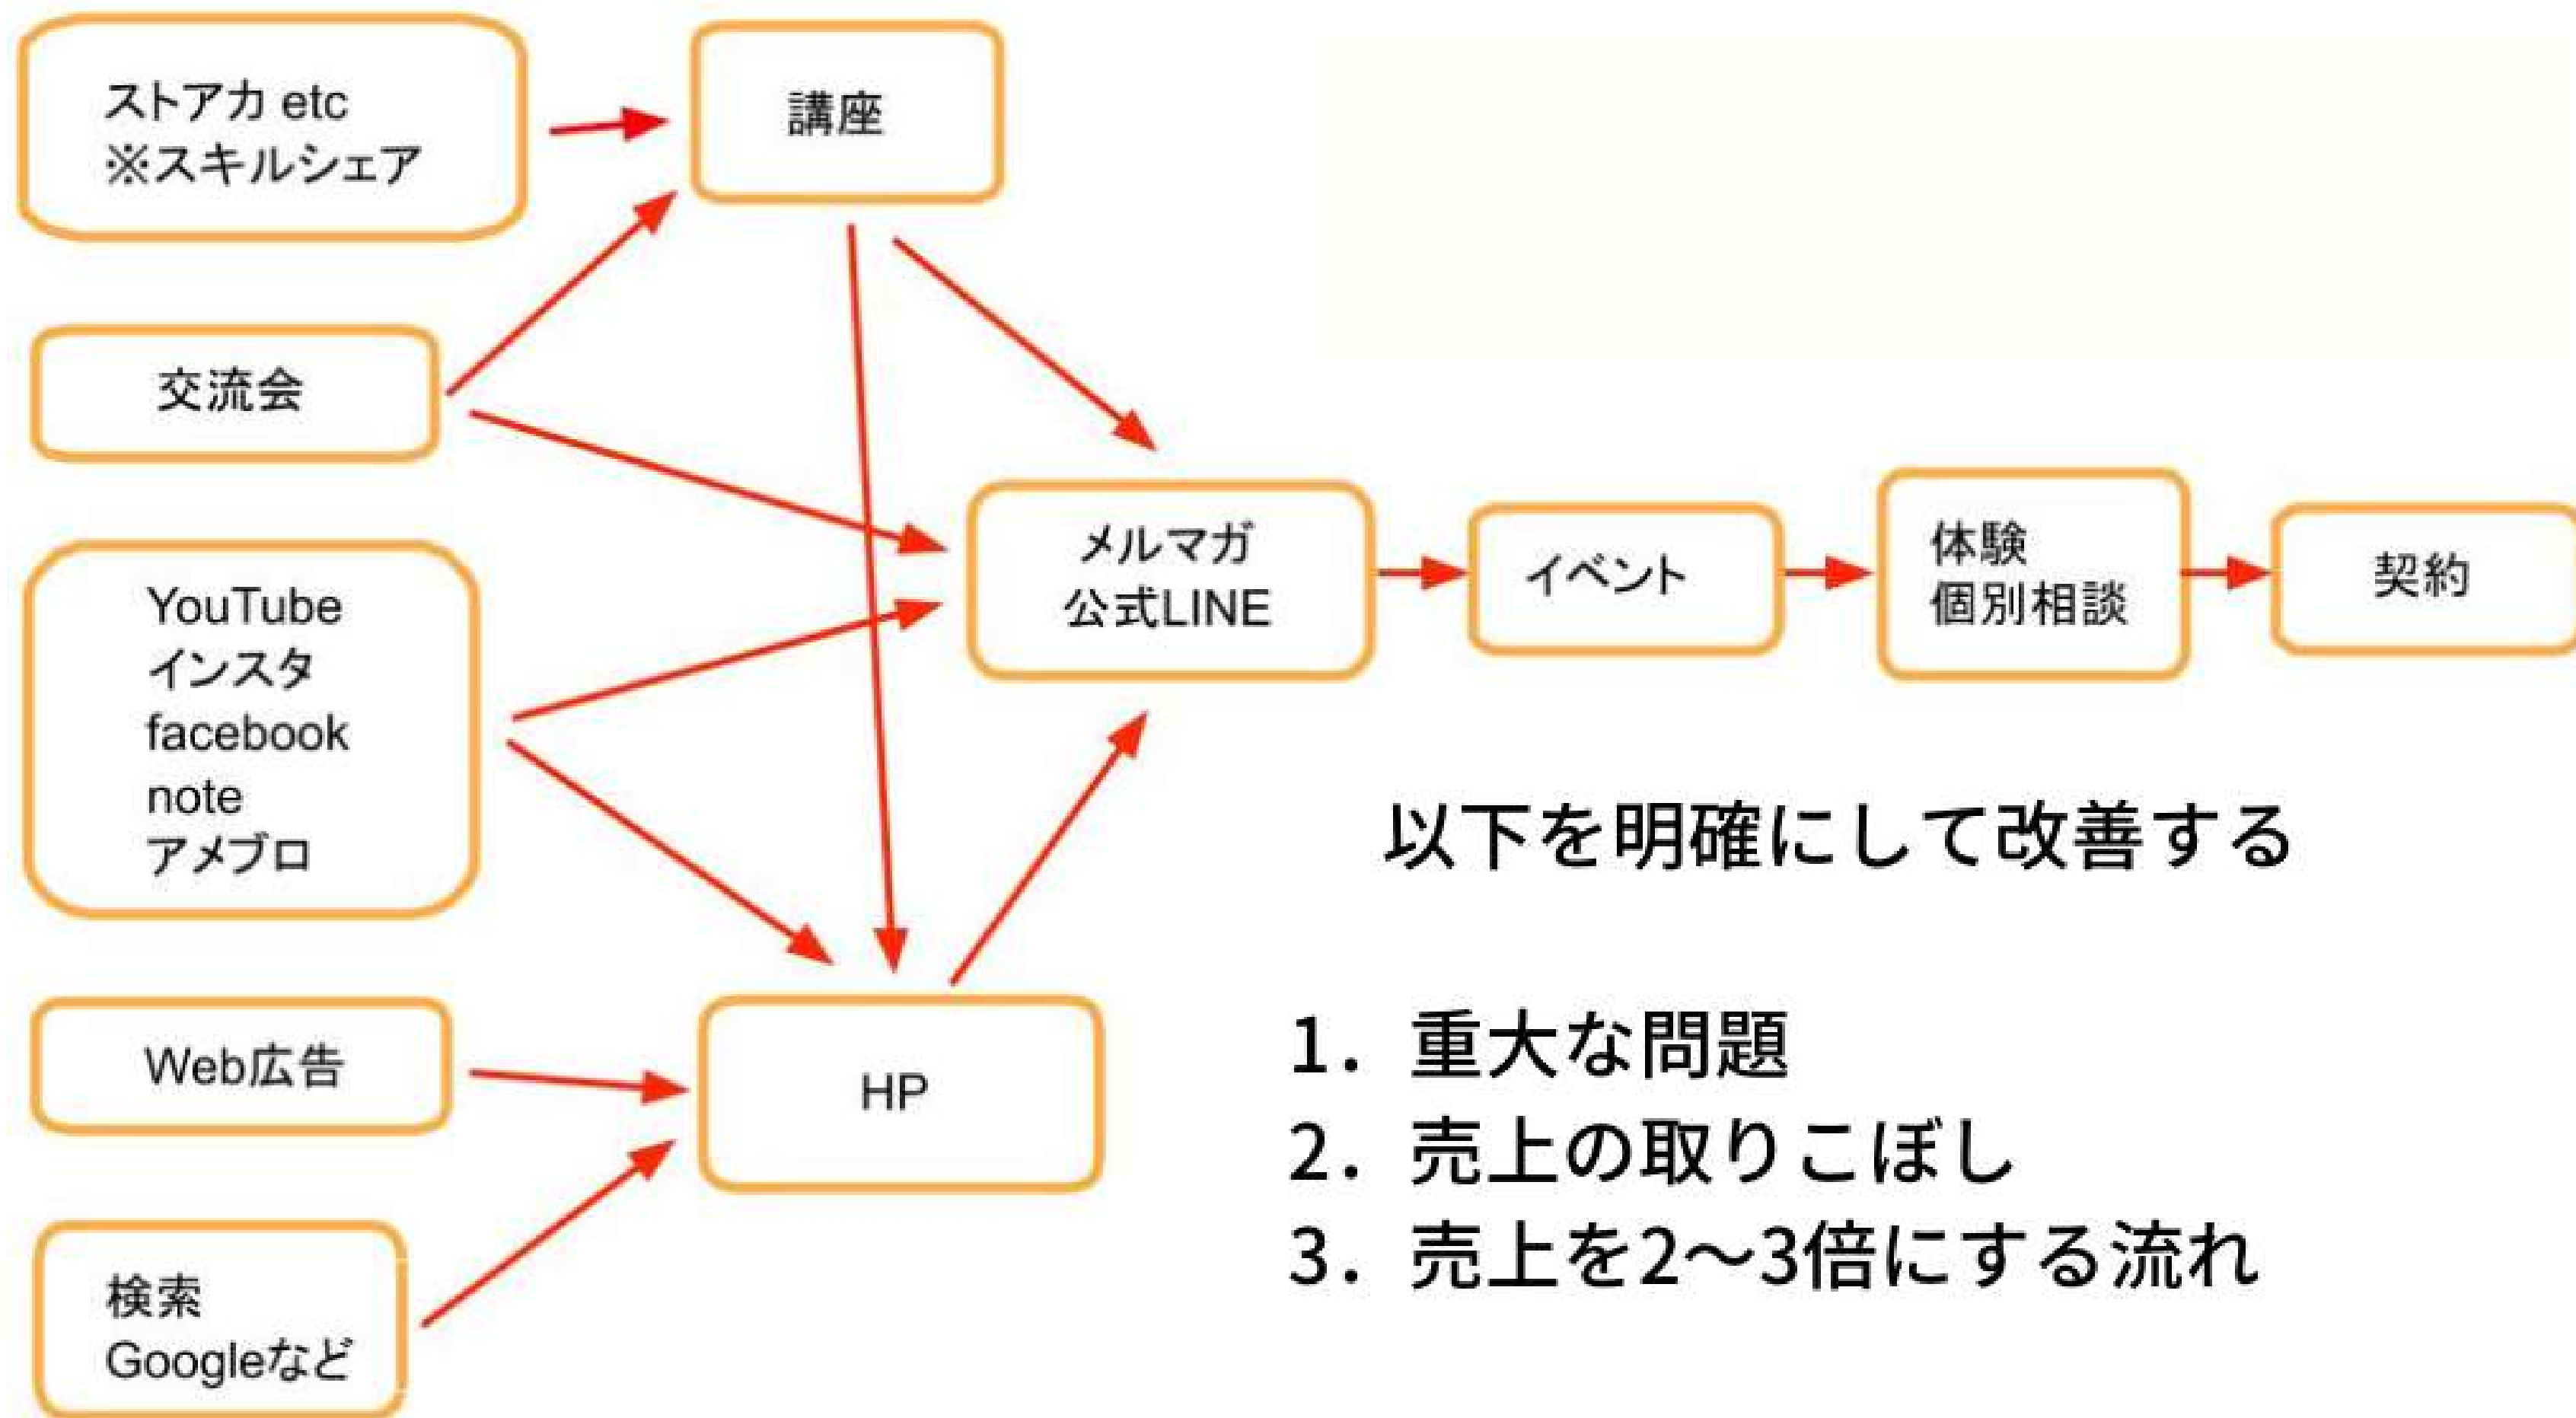 ストアカ etc
※スキルシェア
講座
交流会
YouTube
インスタ
facebook
note
アメブロ
メルマガ
公式LINE
イベント
体験
個別相談
契約
Web広告
HP
検索
Googleなど
以下を明確にして改善する
1. 重大な問題
2. 売上の取りこぼし
3. 売上を2〜3倍にする流れ